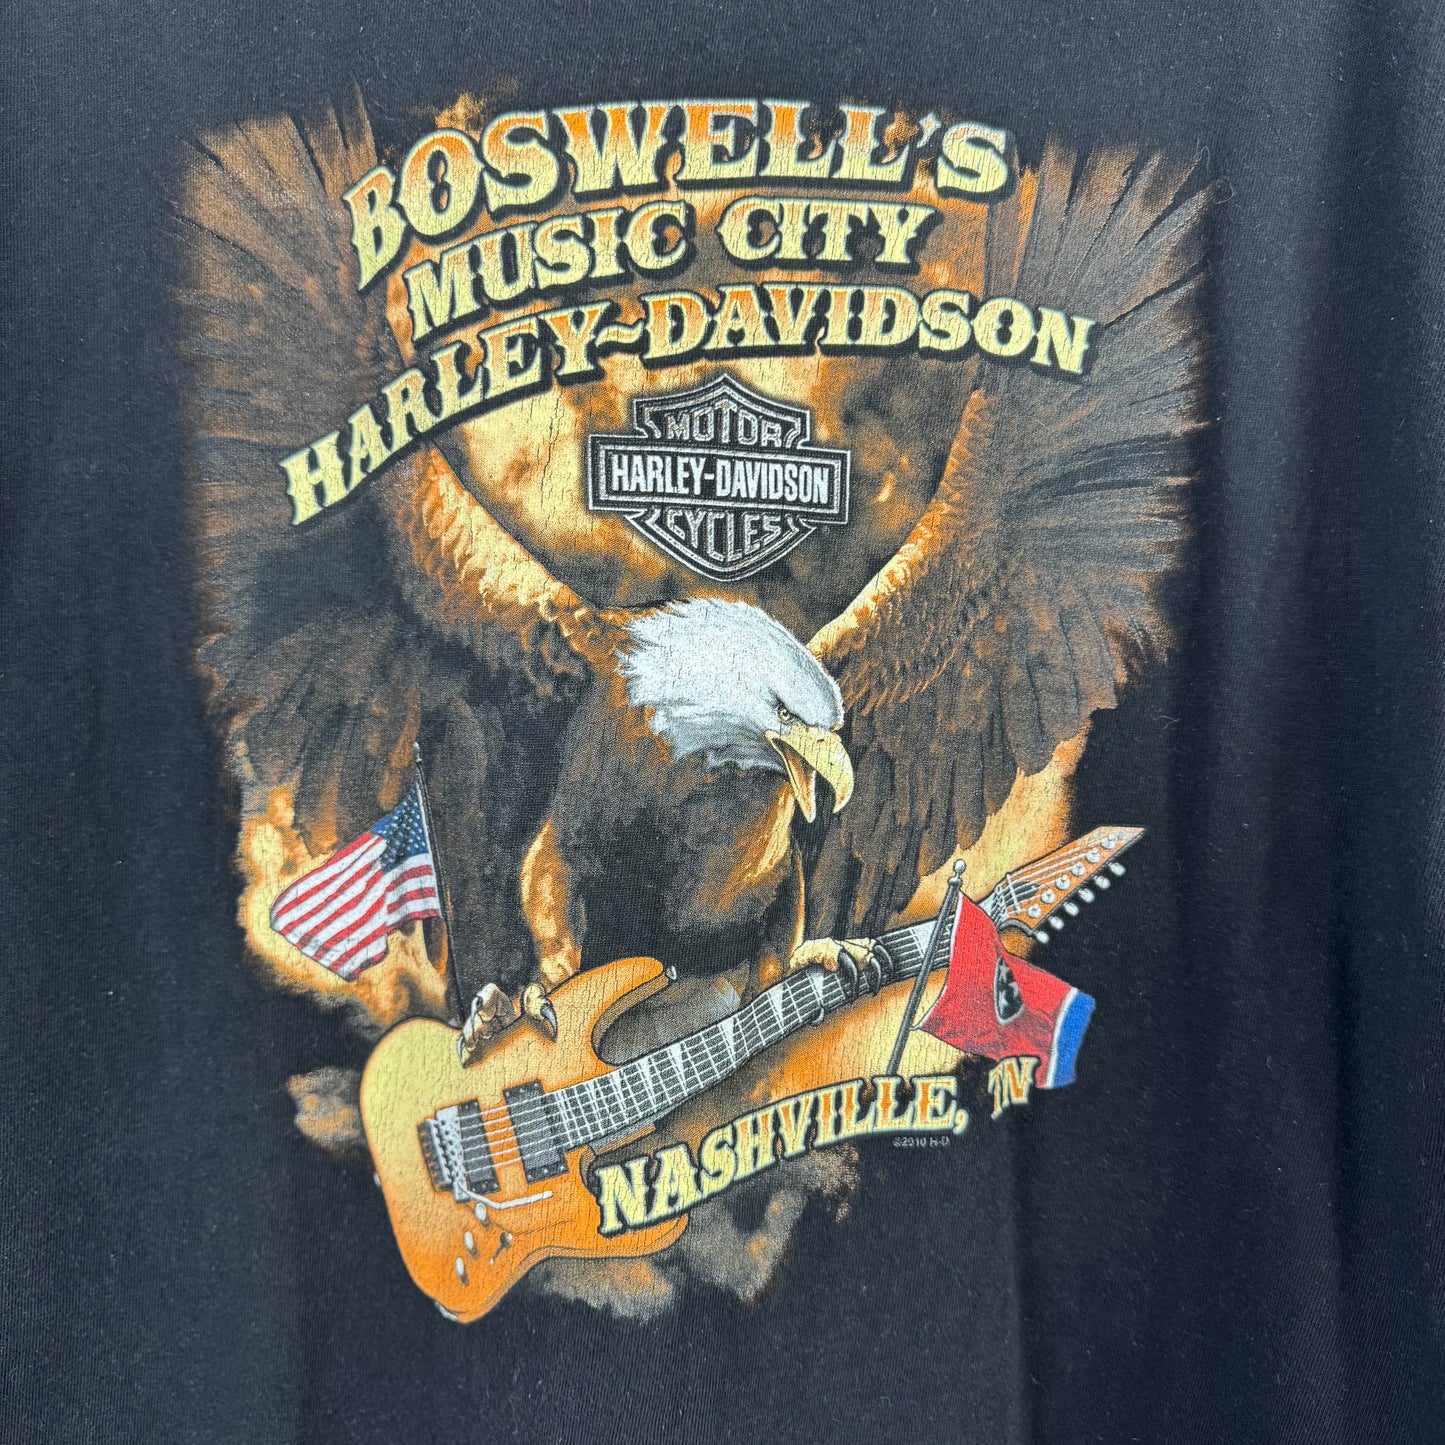 BOSWELL'S
MUSIC CITY
HARLEY~DAVIDSON
MOTOR
HARLEY-DAVIDSON
CYCLES
NASHVILLE, TN
©2010 H-D